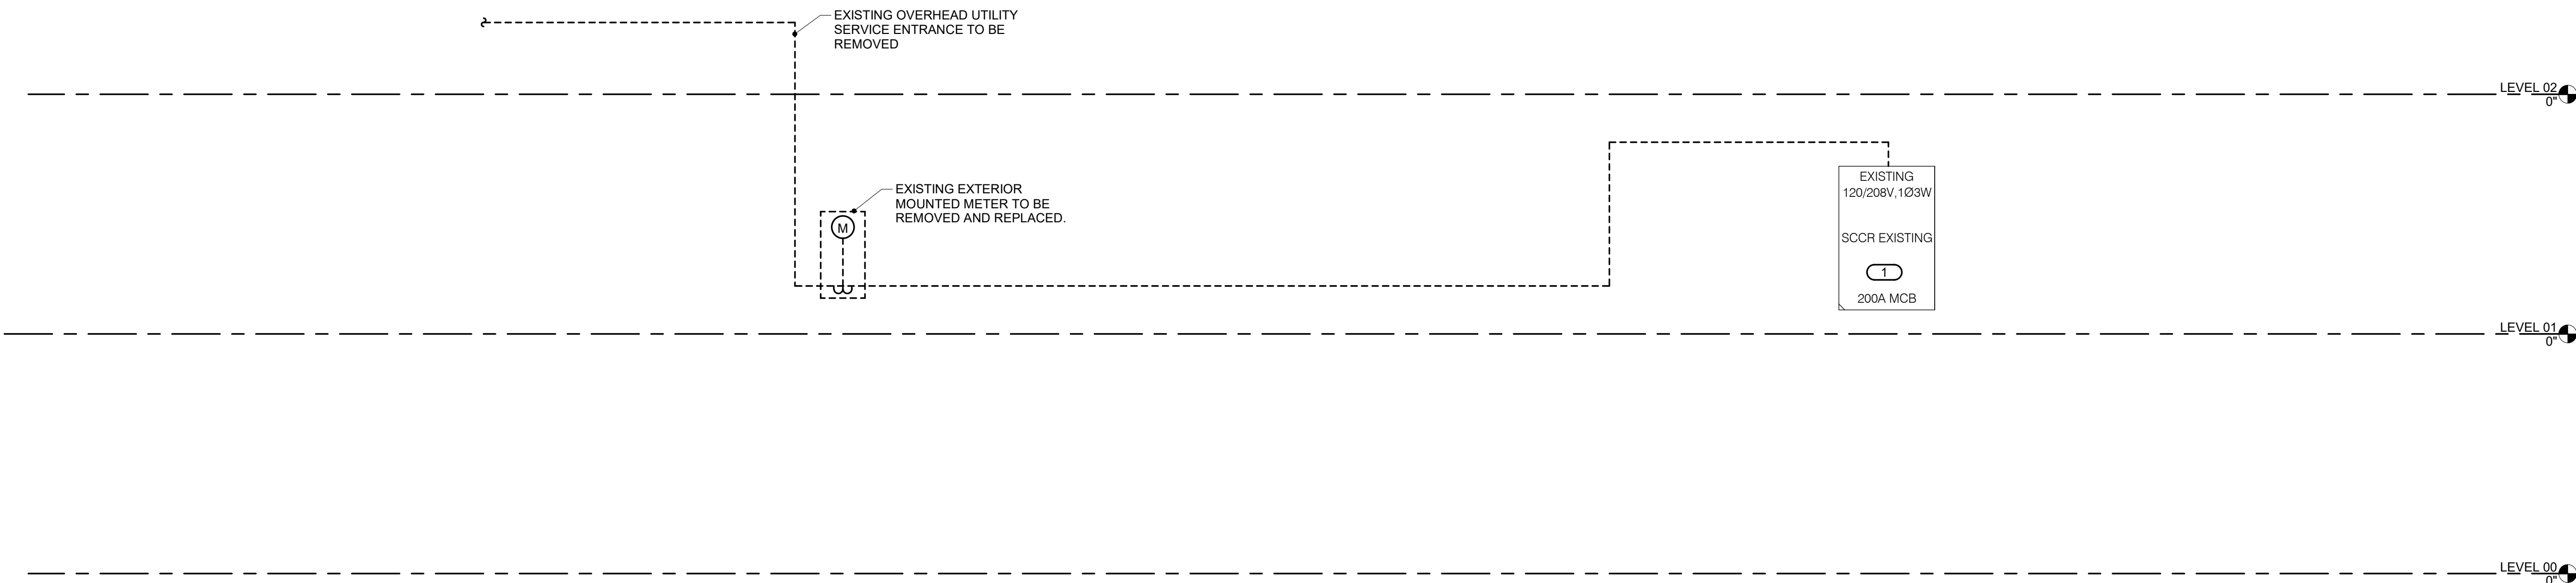 EXISTING OVERHEAD UTILITY
SERVICE ENTRANCE TO BE
REMOVED
LEVEL 02
0"
EXISTING EXTERIOR
MOUNTED METER TO BE
REMOVED AND REPLACED.
M
EXISTING
120/208V,1Ø3W
SCCR EXISTING
1
200A MCB
LEVEL 01
0"
LEVEL 00
0"